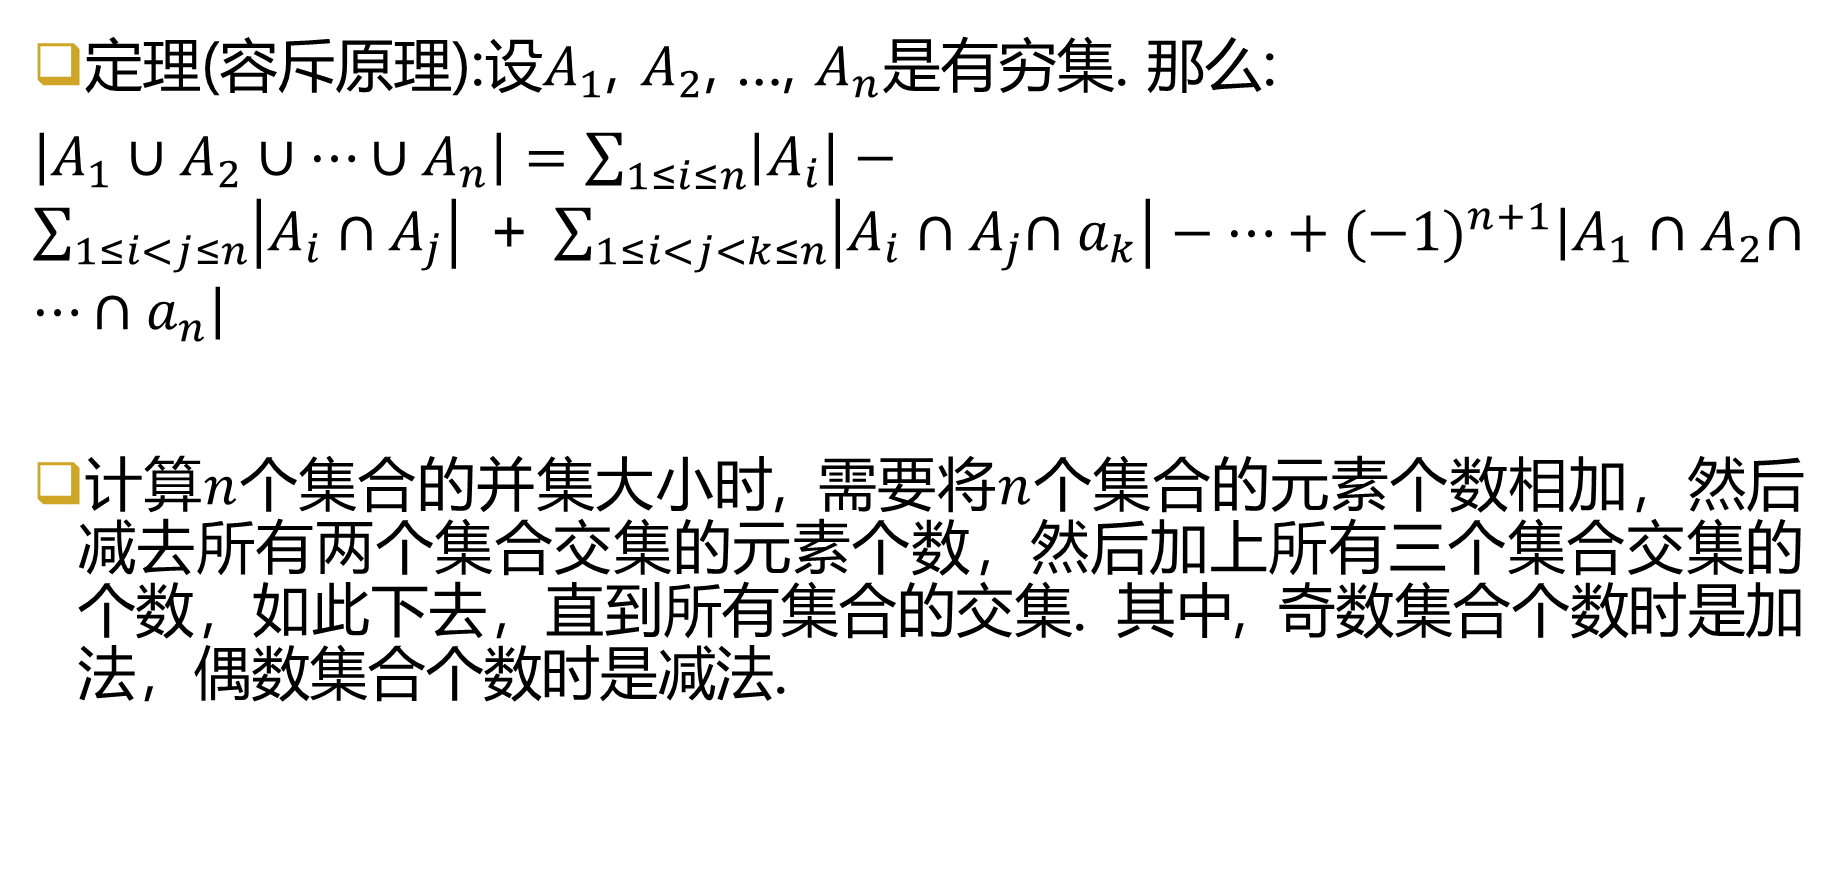 ❑定理(容斥原理):设A₁, A₂, …, Aₙ是有穷集. 那么:
|A₁ ∪ A₂ ∪ ⋯ ∪ Aₙ| = ∑_{1≤i≤n}|A_i| −
∑_{1≤i<j≤n}|A_i ∩ A_j| + ∑_{1≤i<j<k≤n}|A_i ∩ A_j∩ a_k| − ⋯ + (−1)^{n+1}|A₁ ∩ A₂∩
⋯ ∩ aₙ|
❑计算n个集合的并集大小时, 需要将n个集合的元素个数相加，然后
减去所有两个集合交集的元素个数，然后加上所有三个集合交集的
个数，如此下去，直到所有集合的交集. 其中, 奇数集合个数时是加
法，偶数集合个数时是减法.